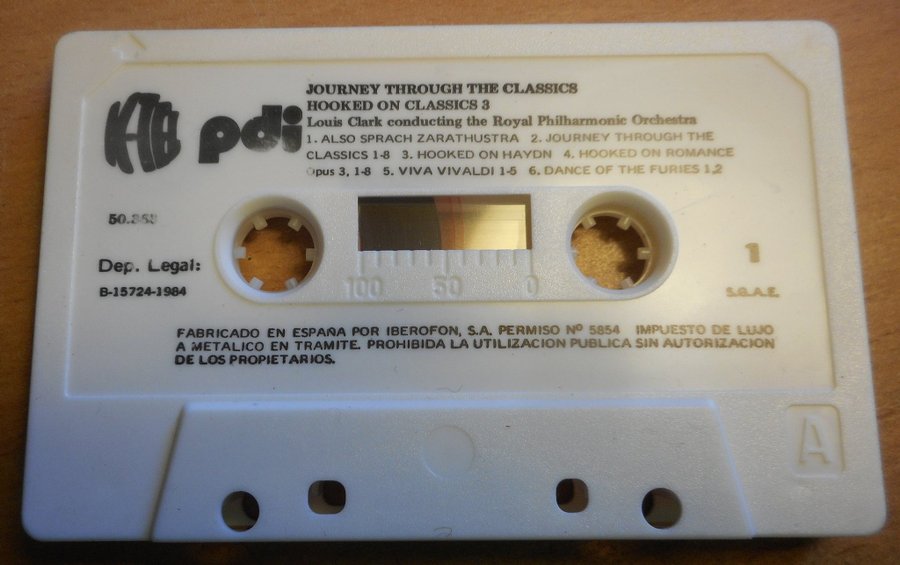 JOURNEY THROUGH THE CLASSICS
HOOKED ON CLASSICS 3
Louis Clark conducting the Royal Philharmonic Orchestra
1. ALSO SPRACH ZARATHUSTRA 2. JOURNEY THROUGH THE
CLASSICS 1-8 3. HOOKED ON HAYDN 4. HOOKED ON ROMANCE
Opus 3, 1-8 5. VIVA VIVALDI 1-5 6. DANCE OF THE FURIES 1,2
pdi
Dep. Legal:
B-15724-1984
1
S.G.A.E.
100 50 0
FABRICADO EN ESPAÑA POR IBEROFON, S.A. PERMISO Nº 5854 IMPUESTO DE LUJO
A METALICO EN TRAMITE. PROHIBIDA LA UTILIZACION PUBLICA SIN AUTORIZACION
DE LOS PROPIETARIOS.
A